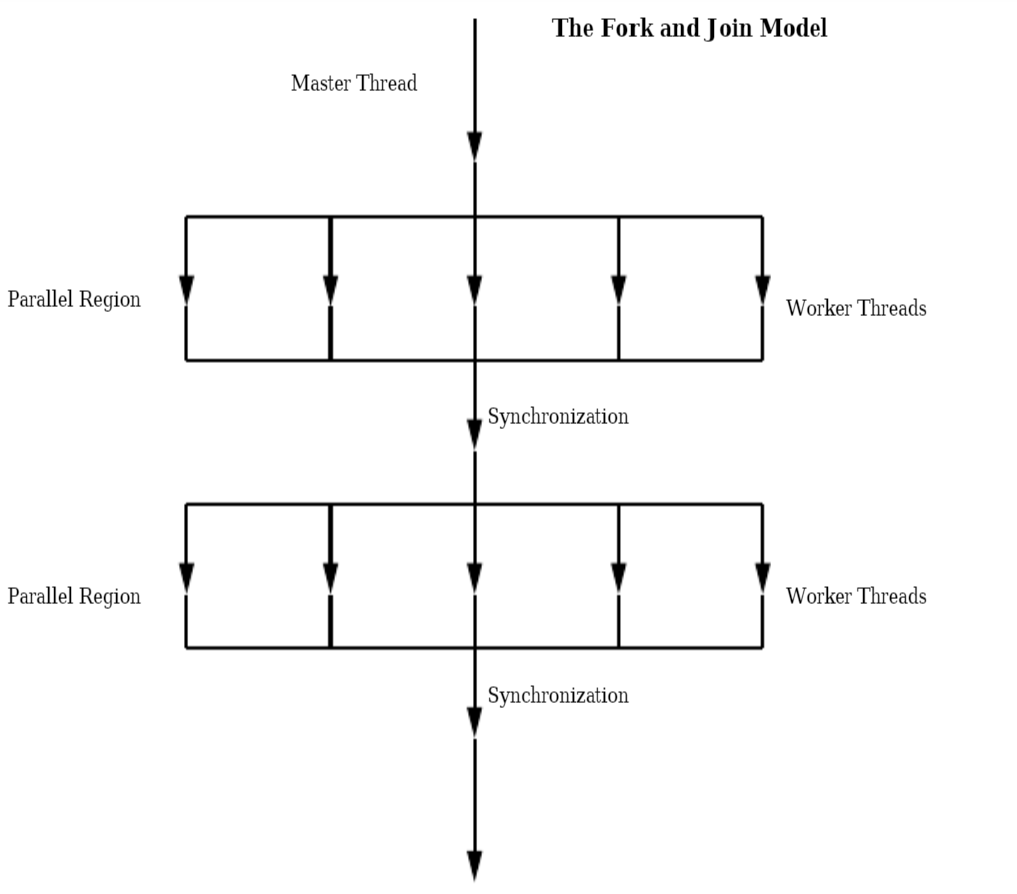 The Fork and Join Model
Master Thread
Parallel Region
Worker Threads
Synchronization
Parallel Region
Worker Threads
Synchronization